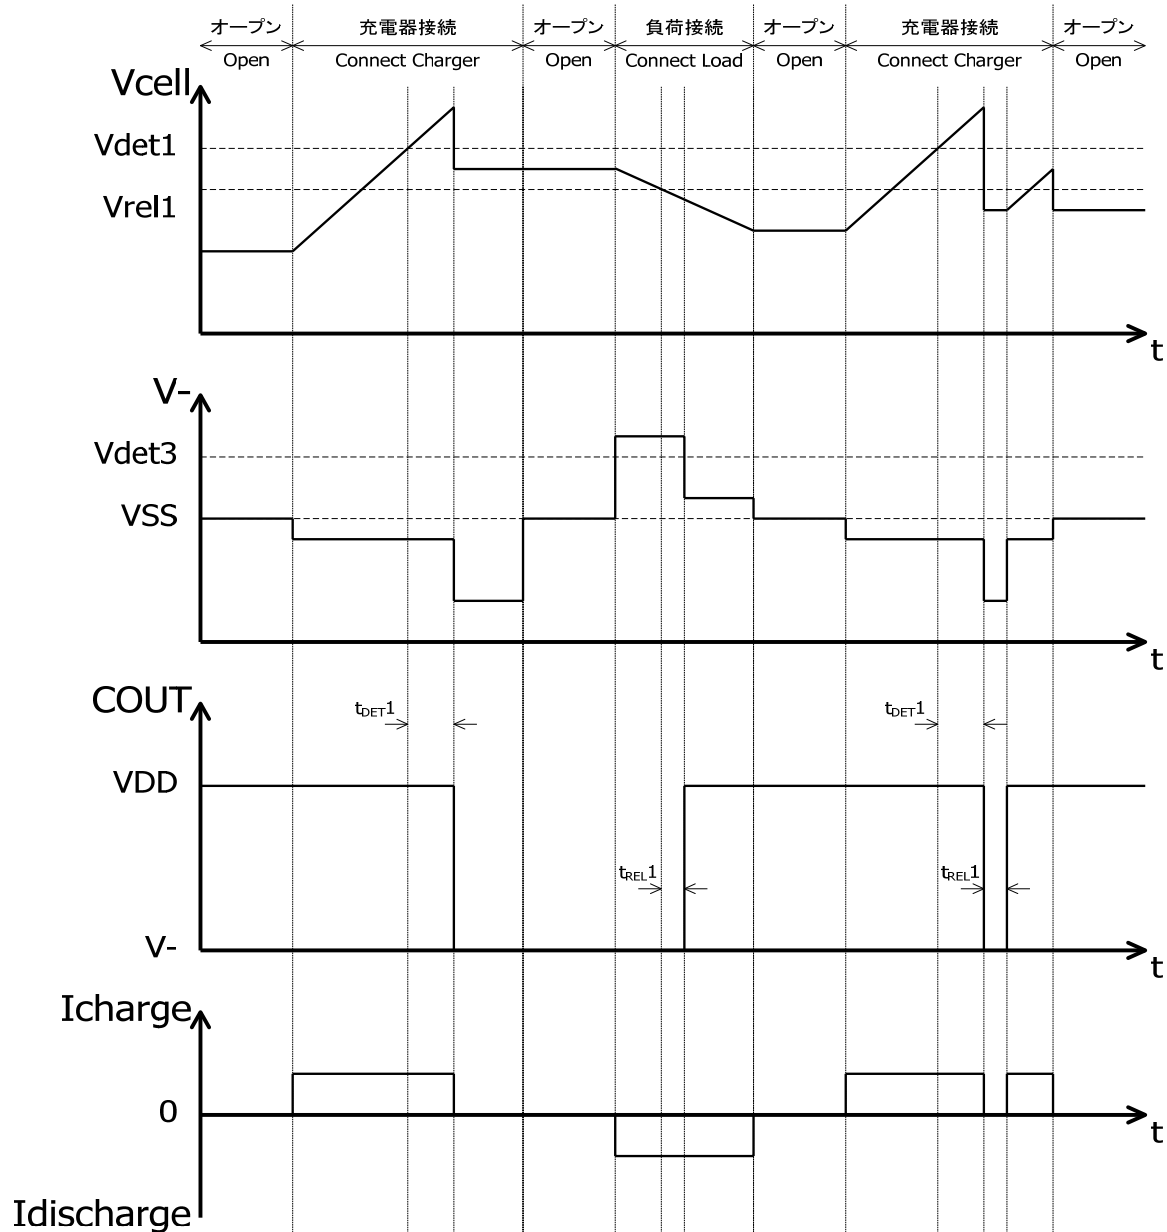 オープン 充電器接続 オープン 負荷接続 オープン 充電器接続 オープン
Open Connect Charger Open Connect Load Open Connect Charger Open
Vcell
Vdet1
Vrel1
t
V-
Vdet3
VSS
t
COUT
tDET1 tDET1
VDD
tREL1 tREL1
V-
t
Icharge
0
t
Idischarge